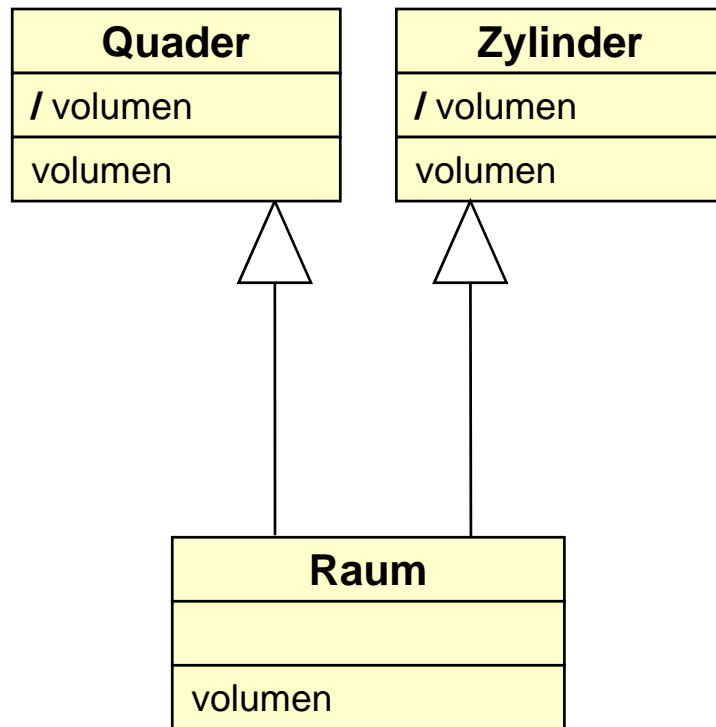 Quader
/ volumen
volumen
Zylinder
/ volumen
volumen
Raum
volumen